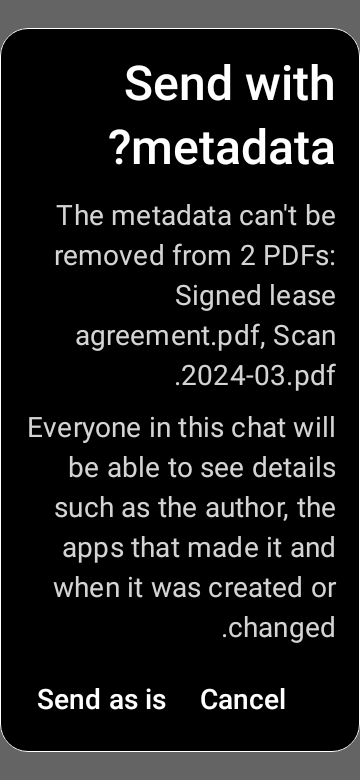 Send with
metadata?
The metadata can't be
removed from 2 PDFs:
Signed lease
agreement.pdf, Scan
2024-03.pdf.
Everyone in this chat will
be able to see details
such as the author, the
apps that made it and
when it was created or
changed.
Send as is
Cancel